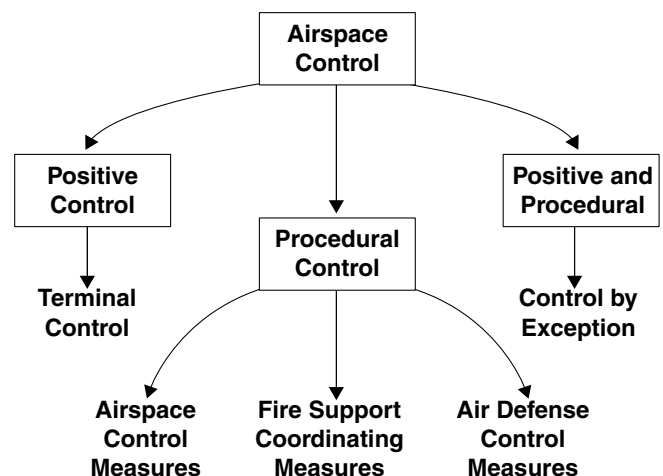 Airspace
Control
Positive
Control
Positive and
Procedural
Procedural
Control
Terminal
Control
Control by
Exception
Airspace
Control
Measures
Fire Support
Coordinating
Measures
Air Defense
Control
Measures